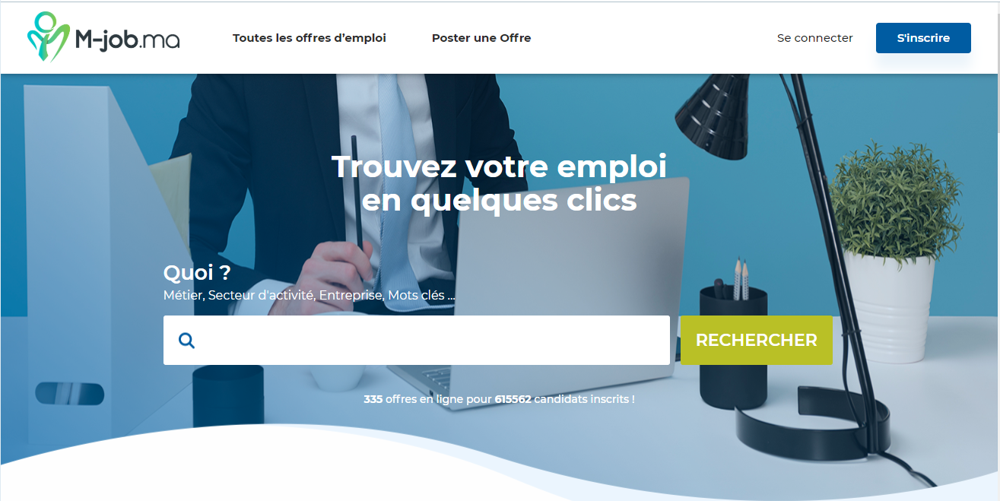 M-job.ma
Toutes les offres d’emploi
Poster une Offre
Se connecter
S'inscrire
Trouvez votre emploi
en quelques clics
Quoi ?
Métier, Secteur d'activité, Entreprise, Mots clés ...
RECHERCHER
335 offres en ligne pour 615562 candidats inscrits !